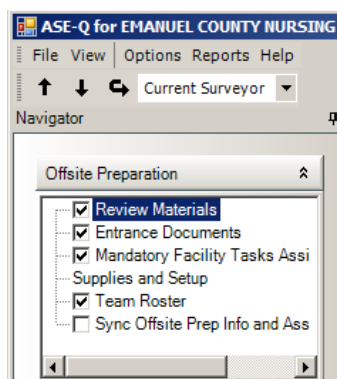 ASE-Q for EMANUEL COUNTY NURSING
File View Options Reports Help
Current Surveyor
Navigator
Offsite Preparation
Review Materials
Entrance Documents
Mandatory Facility Tasks Assi
Supplies and Setup
Team Roster
Sync Offsite Prep Info and Ass